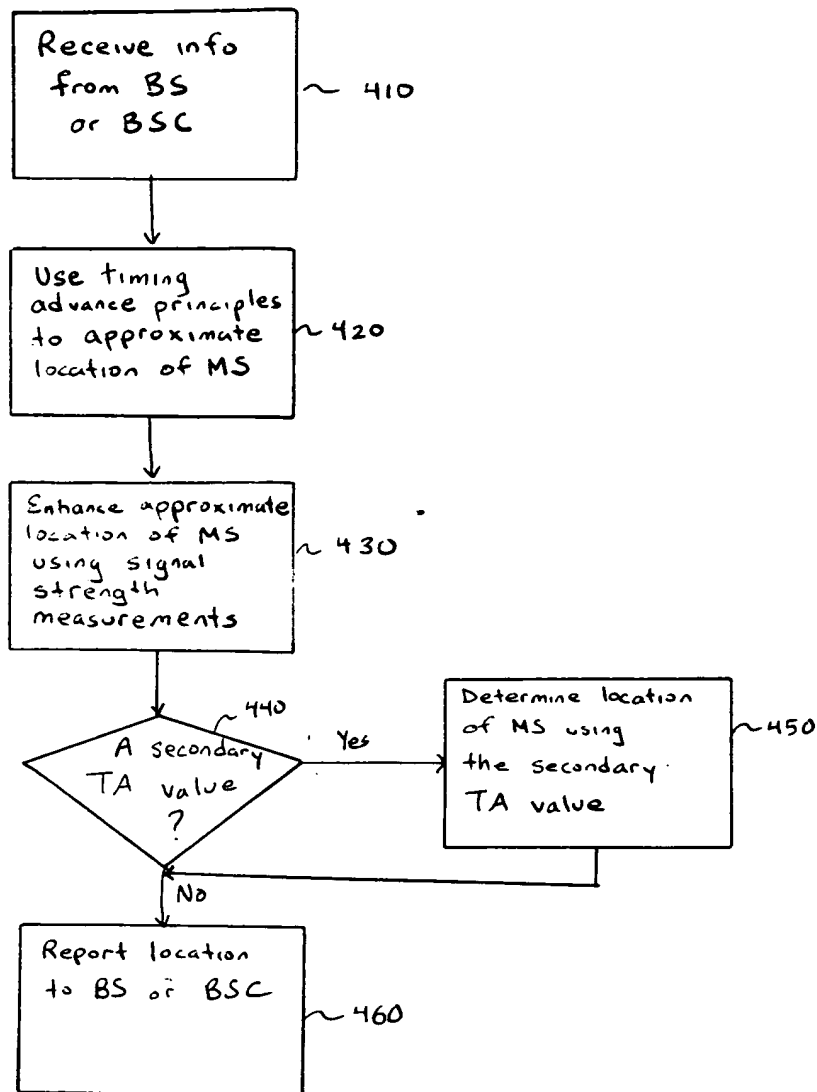 Receive info
from BS
or BSC
410
Use timing
advance principles
to approximate
location of MS
420
Enhance approximate
location of MS
using signal
strength
measurements
430
440
A secondary
TA value
?
Yes
Determine location
of MS using
the secondary
TA value
450
No
Report location
to BS or BSC
460